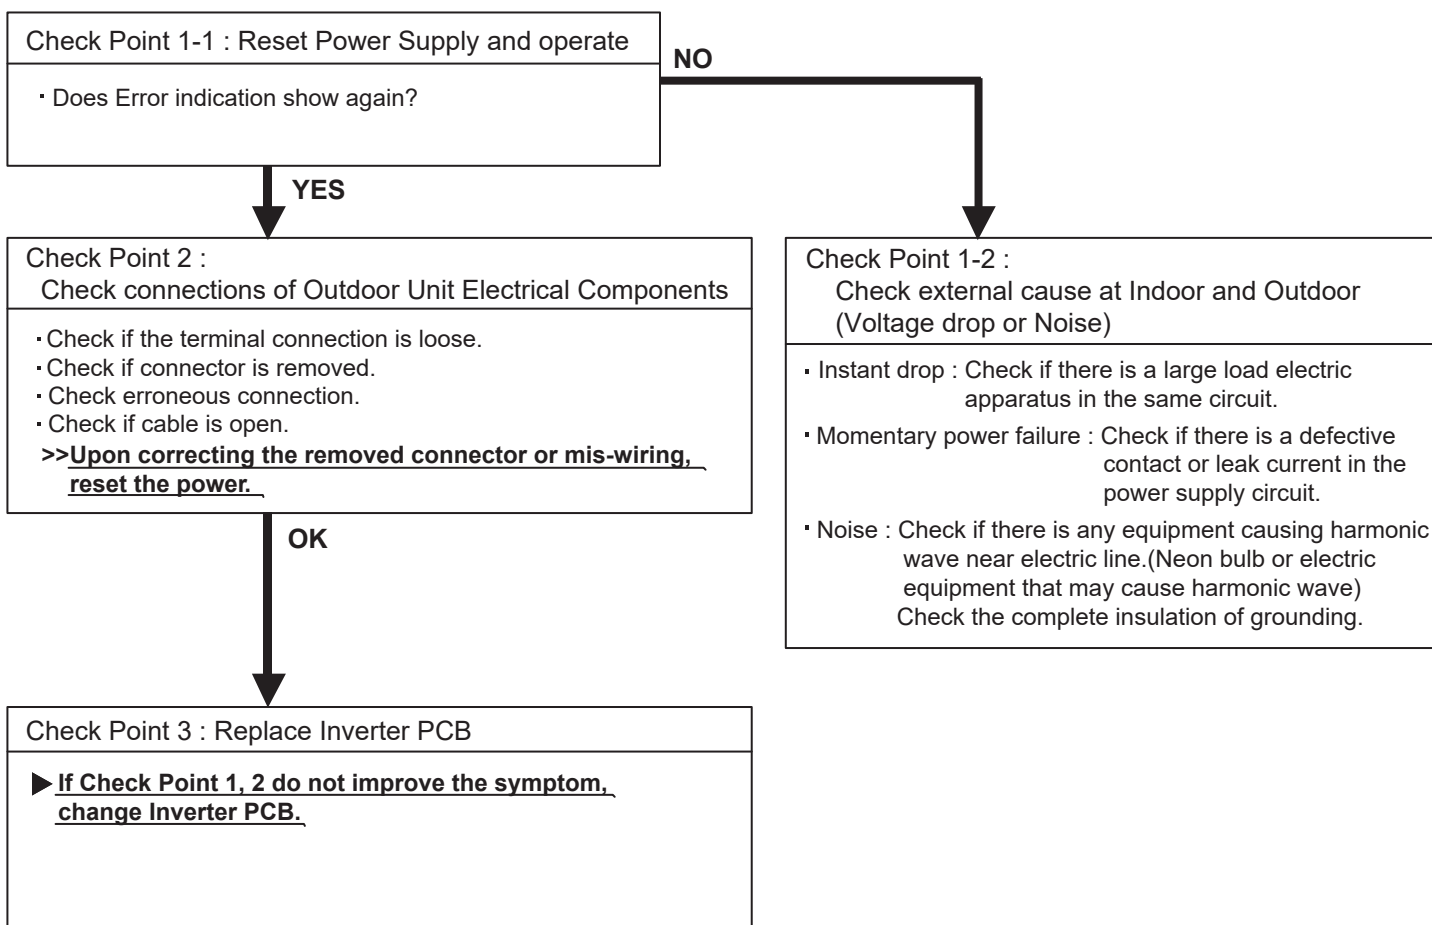 Check Point 1-1 : Reset Power Supply and operate
・Does Error indication show again?
NO
YES
Check Point 2 :
Check connections of Outdoor Unit Electrical Components
・Check if the terminal connection is loose.
・Check if connector is removed.
・Check erroneous connection.
・Check if cable is open.
>>Upon correcting the removed connector or mis-wiring,
reset the power.
Check Point 1-2 :
Check external cause at Indoor and Outdoor
(Voltage drop or Noise)
・Instant drop : Check if there is a large load electric
apparatus in the same circuit.
・Momentary power failure : Check if there is a defective
contact or leak current in the
power supply circuit.
・Noise : Check if there is any equipment causing harmonic
wave near electric line.(Neon bulb or electric
equipment that may cause harmonic wave)
Check the complete insulation of grounding.
OK
Check Point 3 : Replace Inverter PCB
▶If Check Point 1, 2 do not improve the symptom,
change Inverter PCB.